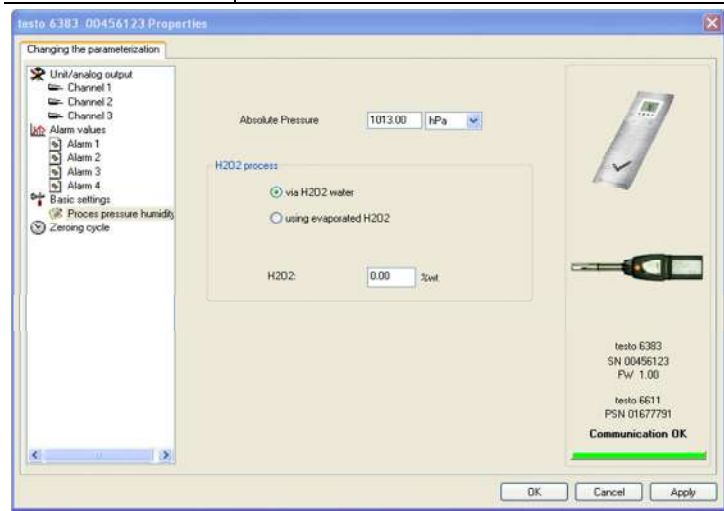 testo 6383 00456123 Properties
Changing the parameterization
Unit/analog output
Channel 1
Channel 2
Channel 3
Alarm values
Alarm 1
Alarm 2
Alarm 3
Alarm 4
Basic settings
Proces pressure humidity
Zeroing cycle
Absolute Pressure 1013.00 hPa
H2O2 process
via H2O2 water
using evaporated H2O2
H2O2: 0.00 %wt
testo 6383
SN 00456123
FW 1.00
testo 6611
PSN 01677791
Communication OK
OK Cancel Apply